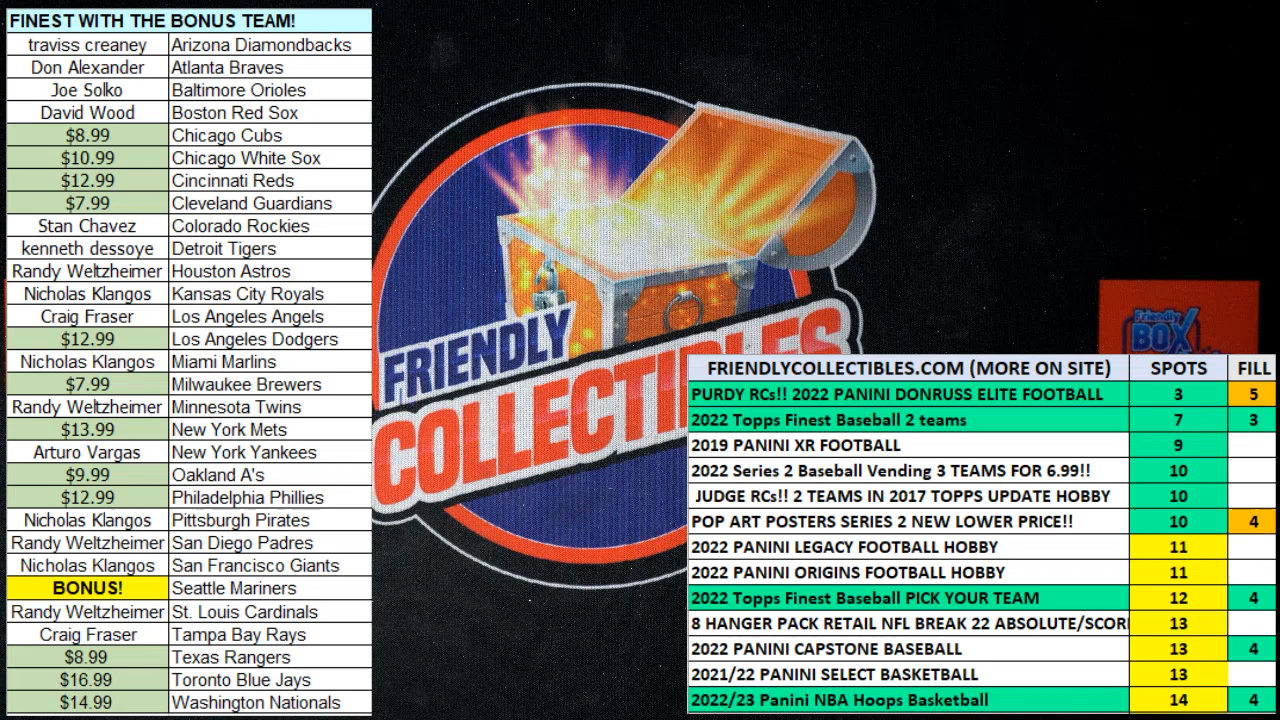 FINEST WITH THE BONUS TEAM!
traviss creaney Arizona Diamondbacks
Don Alexander Atlanta Braves
Joe Solko Baltimore Orioles
David Wood Boston Red Sox
$8.99 Chicago Cubs
$10.99 Chicago White Sox
$12.99 Cincinnati Reds
$7.99 Cleveland Guardians
Stan Chavez Colorado Rockies
kenneth dessoye Detroit Tigers
Randy Weltzheimer Houston Astros
Nicholas Klangos Kansas City Royals
Craig Fraser Los Angeles Angels
$12.99 Los Angeles Dodgers
Nicholas Klangos Miami Marlins
$7.99 Milwaukee Brewers
Randy Weltzheimer Minnesota Twins
$13.99 New York Mets
Arturo Vargas New York Yankees
$9.99 Oakland A's
$12.99 Philadelphia Phillies
Nicholas Klangos Pittsburgh Pirates
Randy Weltzheimer San Diego Padres
Nicholas Klangos San Francisco Giants
BONUS! Seattle Mariners
Randy Weltzheimer St. Louis Cardinals
Craig Fraser Tampa Bay Rays
$8.99 Texas Rangers
$16.99 Toronto Blue Jays
$14.99 Washington Nationals
FRIENDLY
COLLECTIBLES
Friendly
BOX
FRIENDLYCOLLECTIBLES.COM (MORE ON SITE) SPOTS FILL
PURDY RCs!! 2022 PANINI DONRUSS ELITE FOOTBALL 3 5
2022 Topps Finest Baseball 2 teams 7 3
2019 PANINI XR FOOTBALL 9
2022 Series 2 Baseball Vending 3 TEAMS FOR 6.99!! 10
JUDGE RCs!! 2 TEAMS IN 2017 TOPPS UPDATE HOBBY 10
POP ART POSTERS SERIES 2 NEW LOWER PRICE!! 10 4
2022 PANINI LEGACY FOOTBALL HOBBY 11
2022 PANINI ORIGINS FOOTBALL HOBBY 11
2022 Topps Finest Baseball PICK YOUR TEAM 12 4
8 HANGER PACK RETAIL NFL BREAK 22 ABSOLUTE/SCORE 13
2022 PANINI CAPSTONE BASEBALL 13 4
2021/22 PANINI SELECT BASKETBALL 13
2022/23 Panini NBA Hoops Basketball 14 4